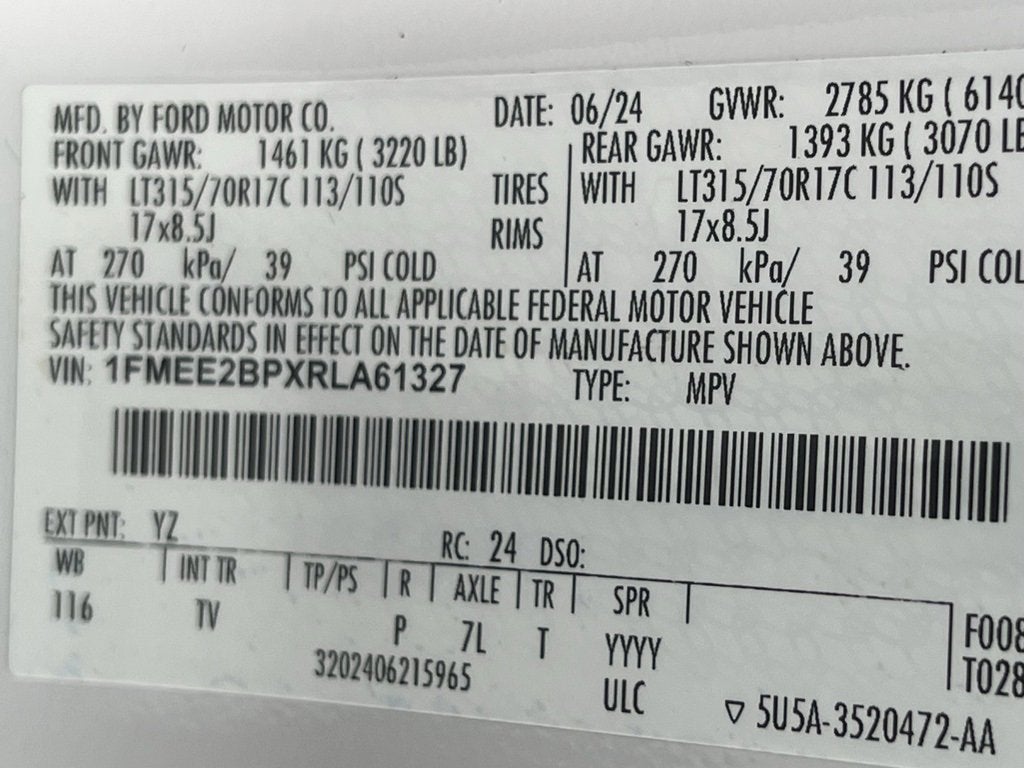 MFD. BY FORD MOTOR CO. DATE: 06/24 GVWR: 2785 KG ( 6140
FRONT GAWR: 1461 KG ( 3220 LB) REAR GAWR: 1393 KG ( 3070 LB
WITH LT315/70R17C 113/110S TIRES WITH LT315/70R17C 113/110S
17x8.5J RIMS 17x8.5J
AT 270 kPa/ 39 PSI COLD AT 270 kPa/ 39 PSI COL
THIS VEHICLE CONFORMS TO ALL APPLICABLE FEDERAL MOTOR VEHICLE
SAFETY STANDARDS IN EFFECT ON THE DATE OF MANUFACTURE SHOWN ABOVE.
VIN: 1FMEE2BPXRLA61327 TYPE: MPV
EXT PNT: YZ RC: 24 DSO:
WB INT TR TP/PS R AXLE TR SPR
116 TV P 7L T YYYY
F008
T028
3202406215965 ULC
▽ 5U5A-3520472-AA